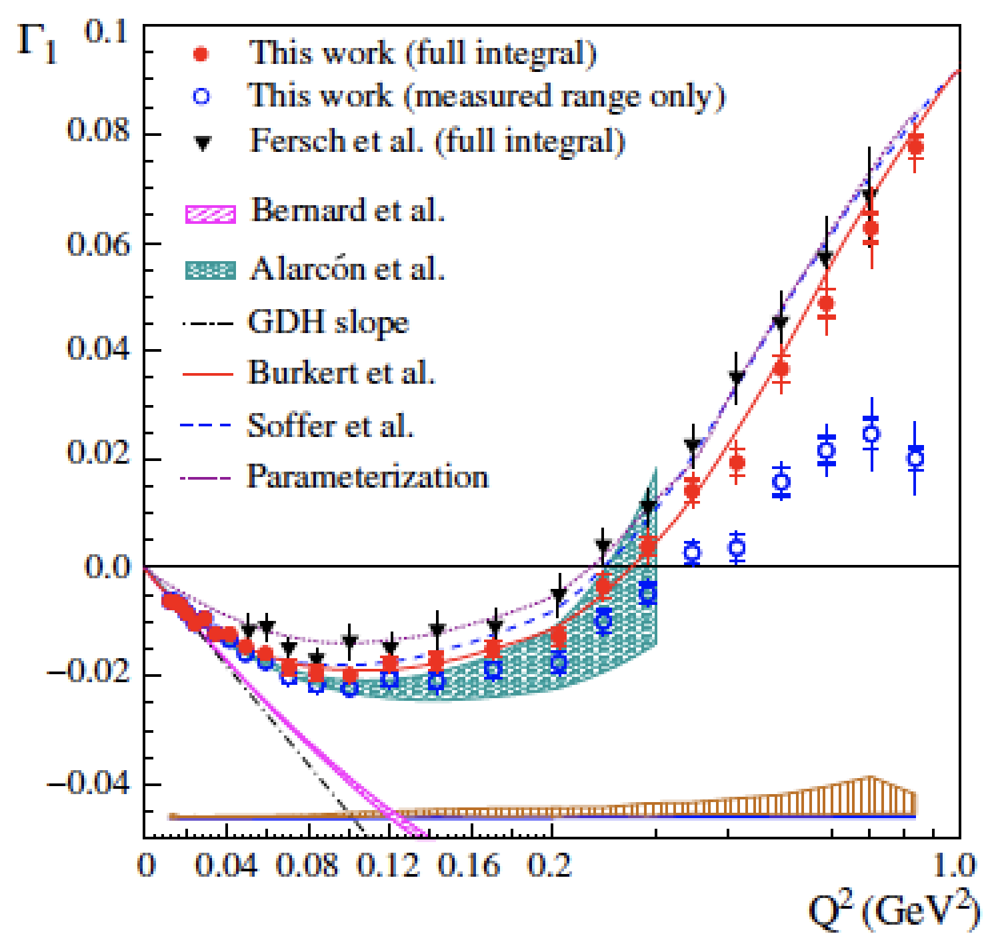 Γ1
0.1
This work (full integral)
This work (measured range only)
0.08
Fersch et al. (full integral)
Bernard et al.
0.06
Alarcón et al.
GDH slope
0.04
Burkert et al.
Soffer et al.
0.02
Parameterization
0.0
−0.02
−0.04
0 0.04 0.08 0.12 0.16 0.2 1.0
Q² (GeV²)